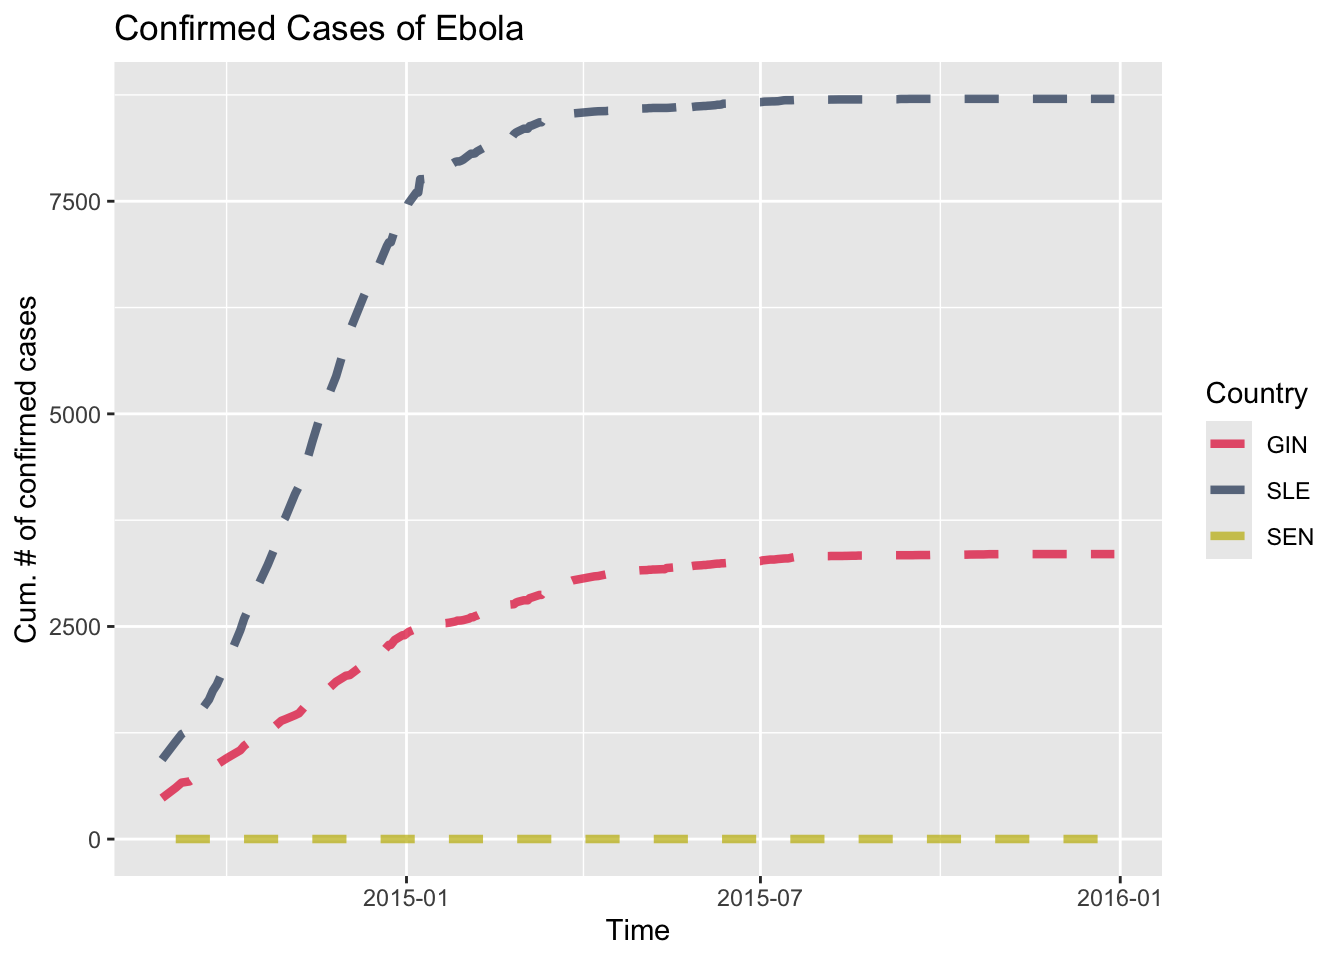 Confirmed Cases of Ebola
Cum. # of confirmed cases
7500
5000
2500
0
2015-01
2015-07
2016-01
Time
Country
GIN
SLE
SEN